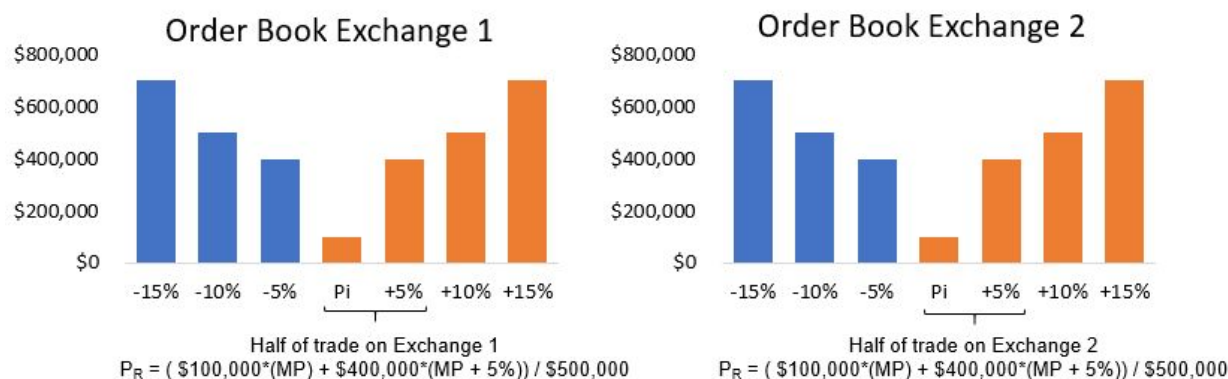 Order Book Exchange 1
$800,000
$600,000
$400,000
$200,000
$0
-15% -10% -5% Pi +5% +10% +15%
Half of trade on Exchange 1
PR = ( $100,000*(MP) + $400,000*(MP + 5%)) / $500,000
Order Book Exchange 2
$800,000
$600,000
$400,000
$200,000
$0
-15% -10% -5% Pi +5% +10% +15%
Half of trade on Exchange 2
PR = ( $100,000*(MP) + $400,000*(MP + 5%)) / $500,000